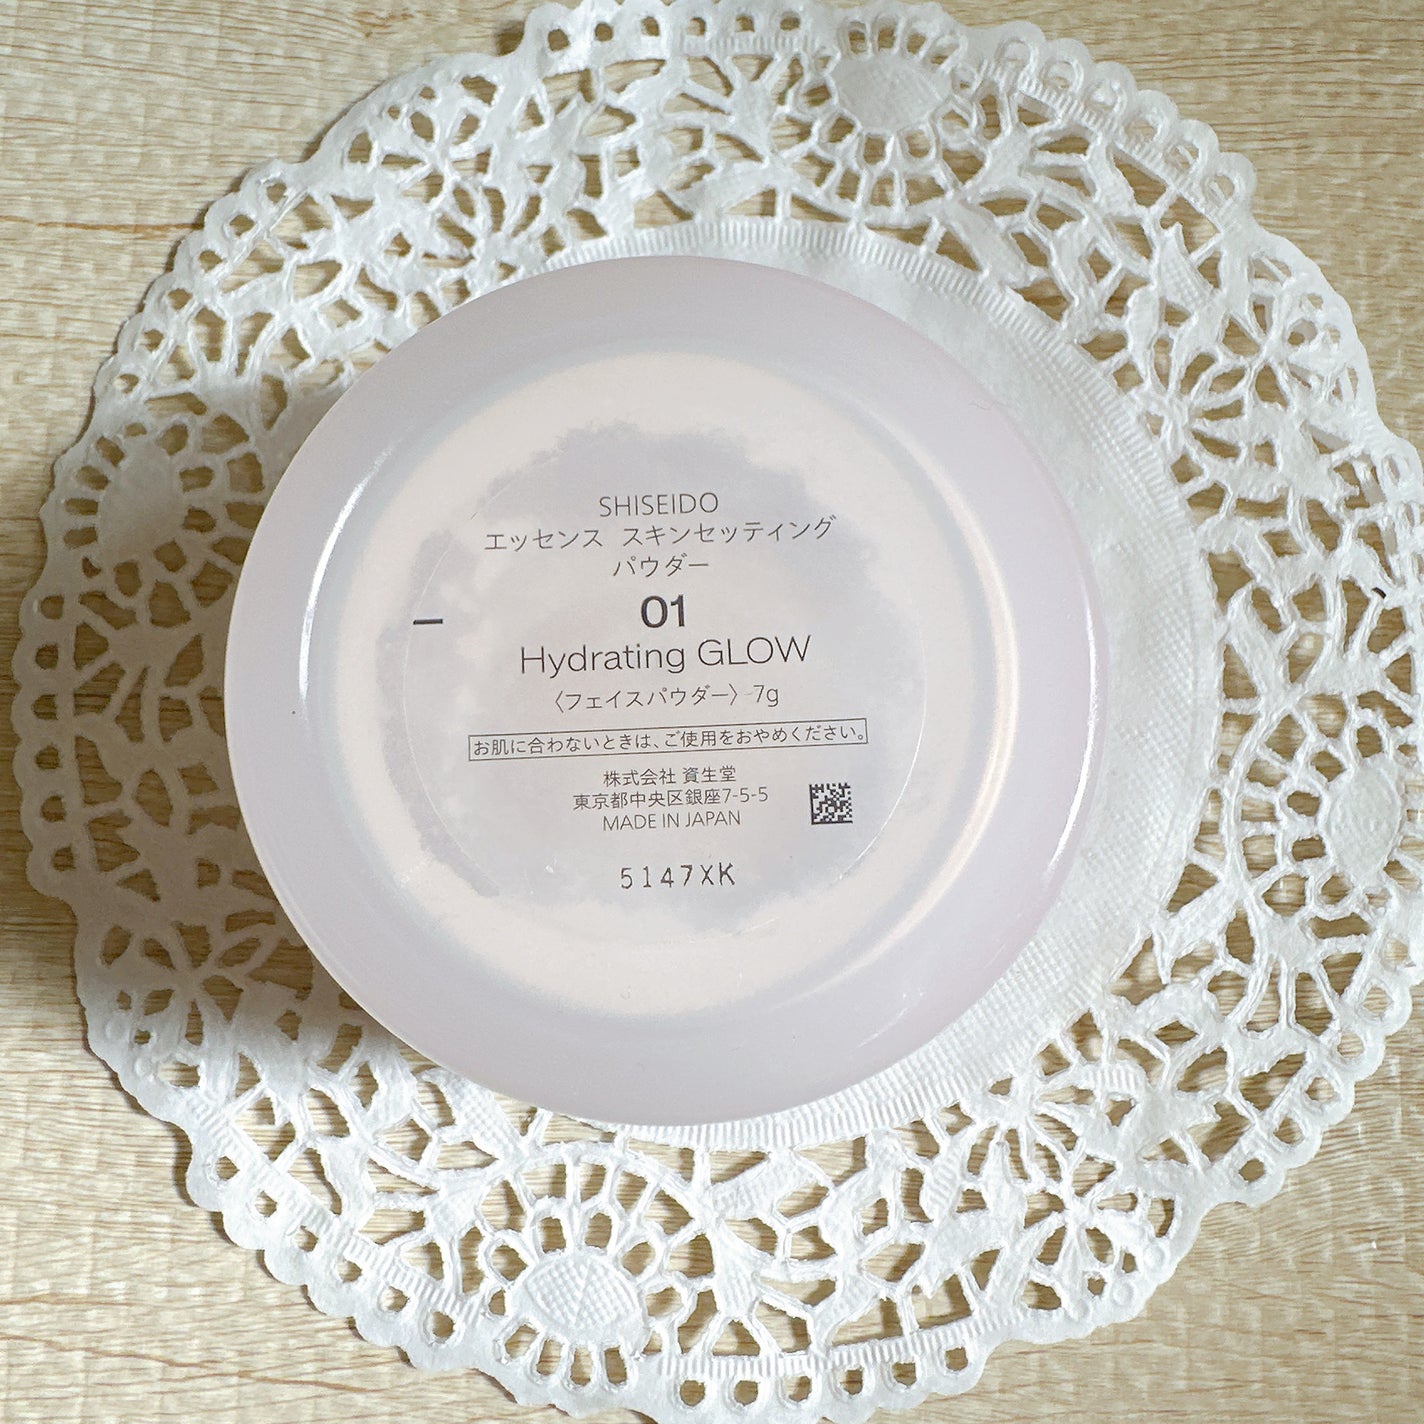 SHISEIDO
エッセンス スキンセッティング
パウダー
01
Hydrating GLOW
〈フェイスパウダー〉 7g
お肌に合わないときは、ご使用をおやめください。
株式会社 資生堂
東京都中央区銀座7-5-5
MADE IN JAPAN
5147XK